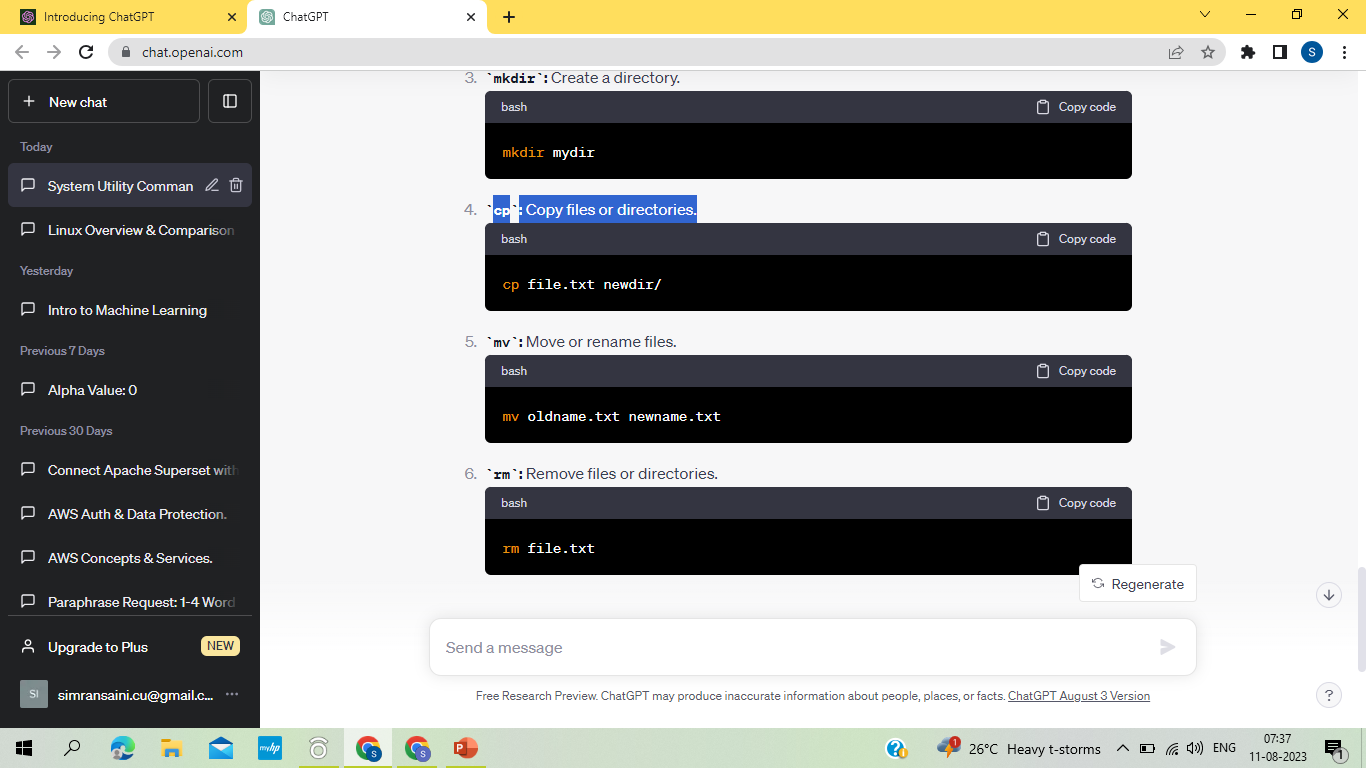 Introducing ChatGPT
ChatGPT
chat.openai.com
S
New chat
Today
System Utility Comman
Linux Overview & Comparison
Yesterday
Intro to Machine Learning
Previous 7 Days
Alpha Value: 0
Previous 30 Days
Connect Apache Superset with
AWS Auth & Data Protection.
AWS Concepts & Services.
Paraphrase Request: 1-4 Word
Upgrade to Plus NEW
SI simransaini.cu@gmail.c...
3. `mkdir`: Create a directory.
bash Copy code
mkdir mydir
4. `cp`: Copy files or directories.
bash Copy code
cp file.txt newdir/
5. `mv`: Move or rename files.
bash Copy code
mv oldname.txt newname.txt
6. `rm`: Remove files or directories.
bash Copy code
rm file.txt
Regenerate
Send a message
Free Research Preview. ChatGPT may produce inaccurate information about people, places, or facts. ChatGPT August 3 Version
?
myhp
S
S
P
?
1
26°C Heavy t-storms
ENG
07:37
11-08-2023
1